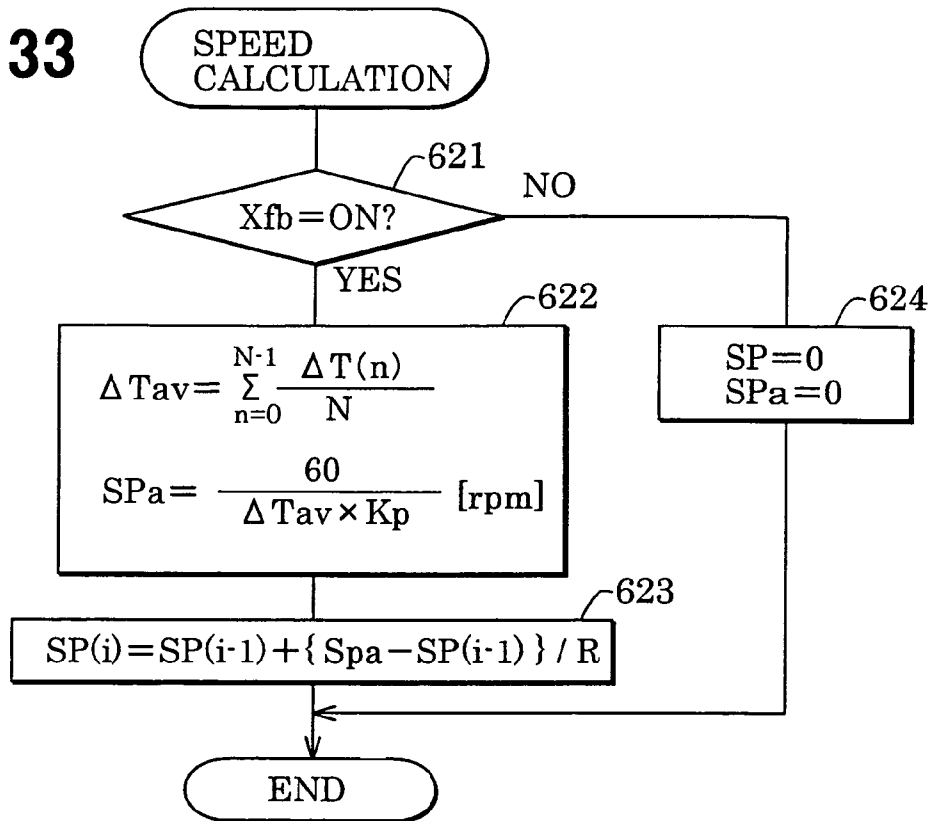 33
SPEED
CALCULATION
621
Xfb=ON?
NO
YES
622
624
ΔTav= N-1 Σ n=0 ΔT(n) / N
SP=0
SPa=0
SPa= 60 / ΔTav×Kp [rpm]
623
SP(i)=SP(i-1)+{Spa-SP(i-1)}/R
END